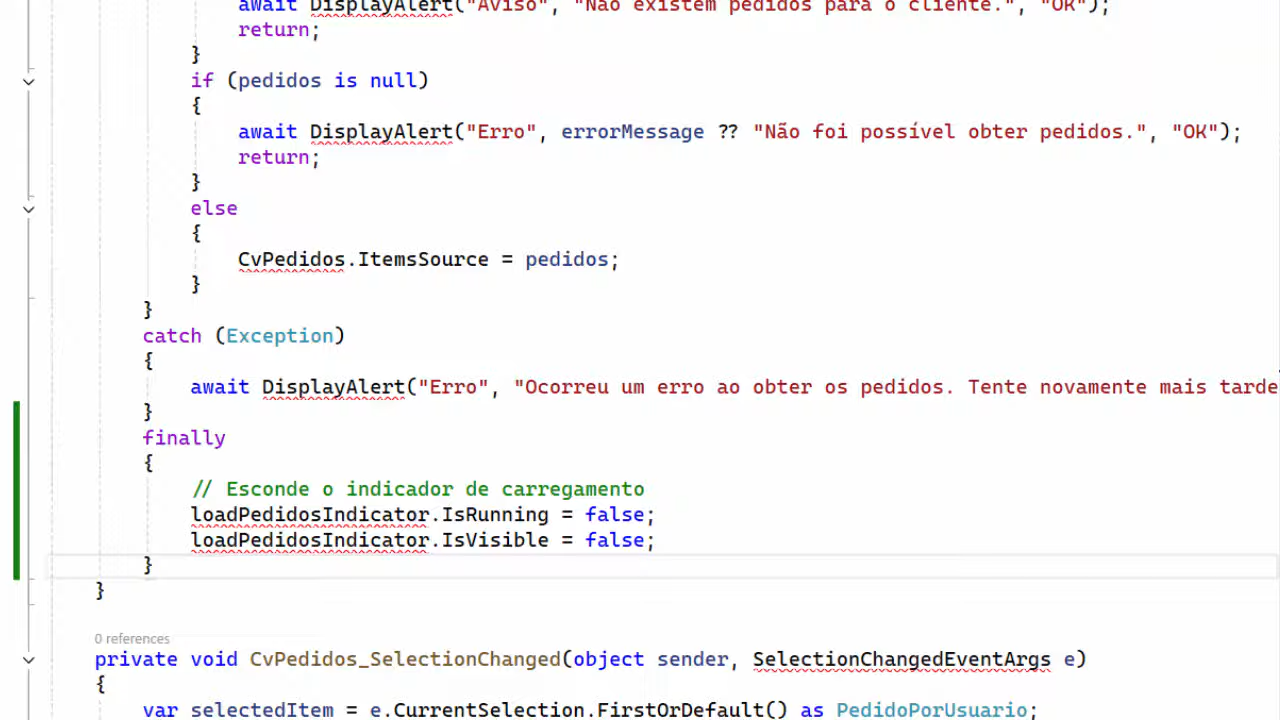 await DisplayAlert("Aviso", "Não existem pedidos para o cliente.", "OK");
return;
}
if (pedidos is null)
{
await DisplayAlert("Erro", errorMessage ?? "Não foi possível obter pedidos.", "OK");
return;
}
else
{
CvPedidos.ItemsSource = pedidos;
}
}
catch (Exception)
{
await DisplayAlert("Erro", "Ocorreu um erro ao obter os pedidos. Tente novamente mais tarde
}
finally
{
// Esconde o indicador de carregamento
loadPedidosIndicator.IsRunning = false;
loadPedidosIndicator.IsVisible = false;
}
}
0 references
private void CvPedidos_SelectionChanged(object sender, SelectionChangedEventArgs e)
{
var selectedItem = e.CurrentSelection.FirstOrDefault() as PedidoPorUsuario;